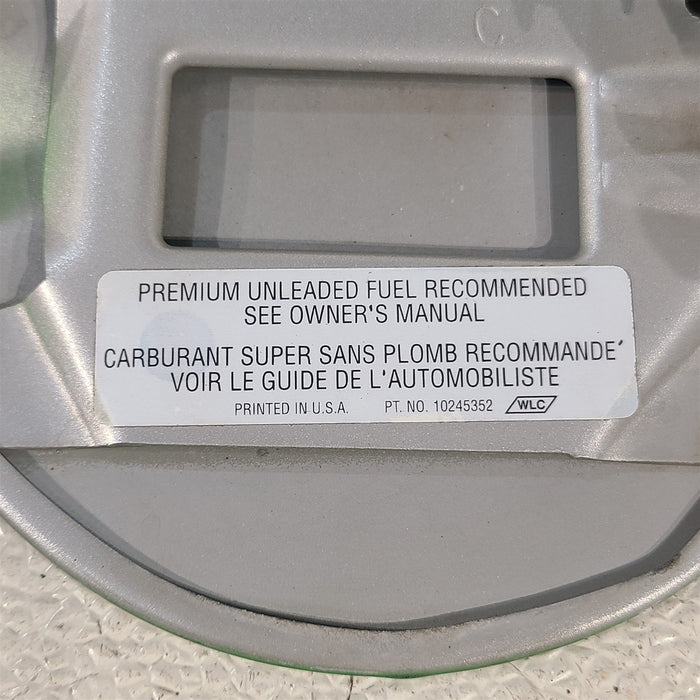 C
PREMIUM UNLEADED FUEL RECOMMENDED
SEE OWNER'S MANUAL
CARBURANT SUPER SANS PLOMB RECOMMANDE´
VOIR LE GUIDE DE L'AUTOMOBILISTE
PRINTED IN U.S.A. PT. NO. 10245352 WLC